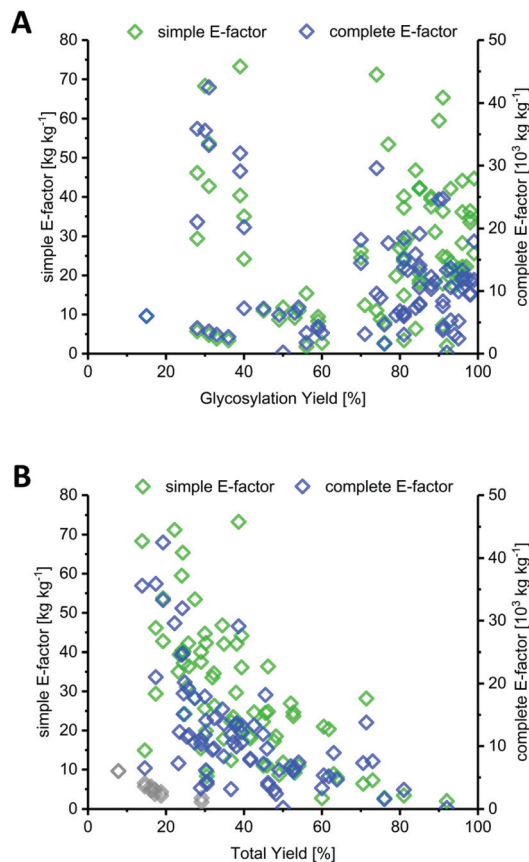 A
simple E-factor
complete E-factor
simple E-factor [kg kg⁻¹]
80
70
60
50
40
30
20
10
0
complete E-factor [10³ kg kg⁻¹]
50
40
30
20
10
0
0 20 40 60 80 100
Glycosylation Yield [%]
B
simple E-factor
complete E-factor
simple E-factor [kg kg⁻¹]
80
70
60
50
40
30
20
10
0
complete E-factor [10³ kg kg⁻¹]
50
40
30
20
10
0
0 20 40 60 80 100
Total Yield [%]